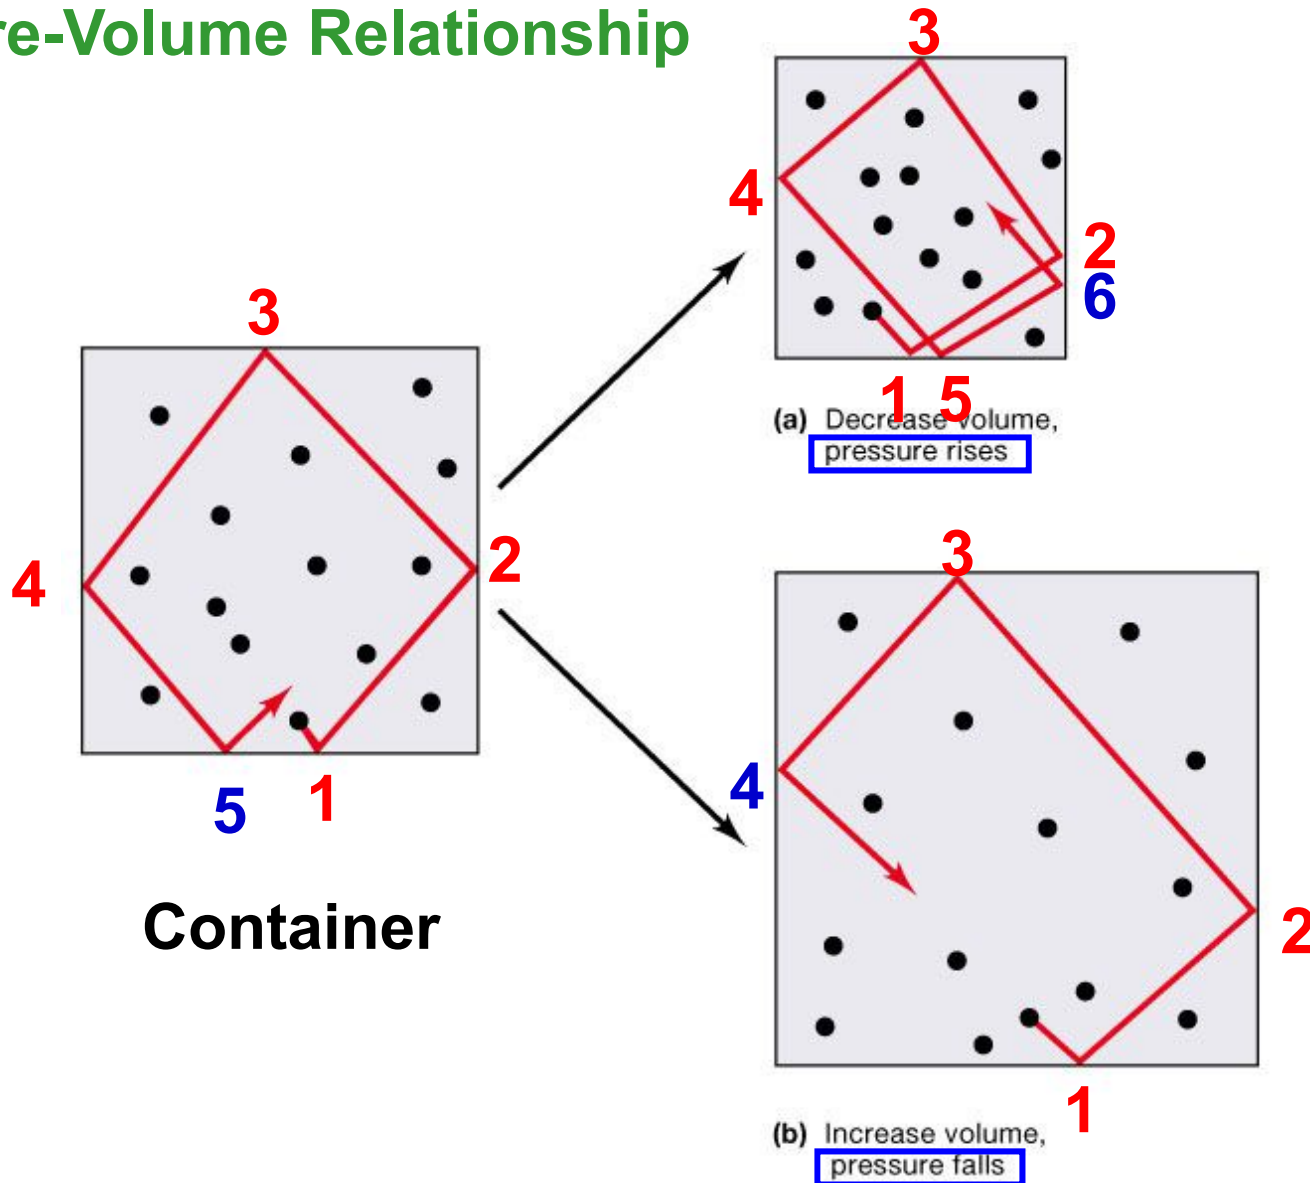 re-Volume Relationship
3
4
2
6
1 5
(a) Decrease volume,
pressure rises
3
4
2
5 1
Container
3
4
2
1
(b) Increase volume,
pressure falls